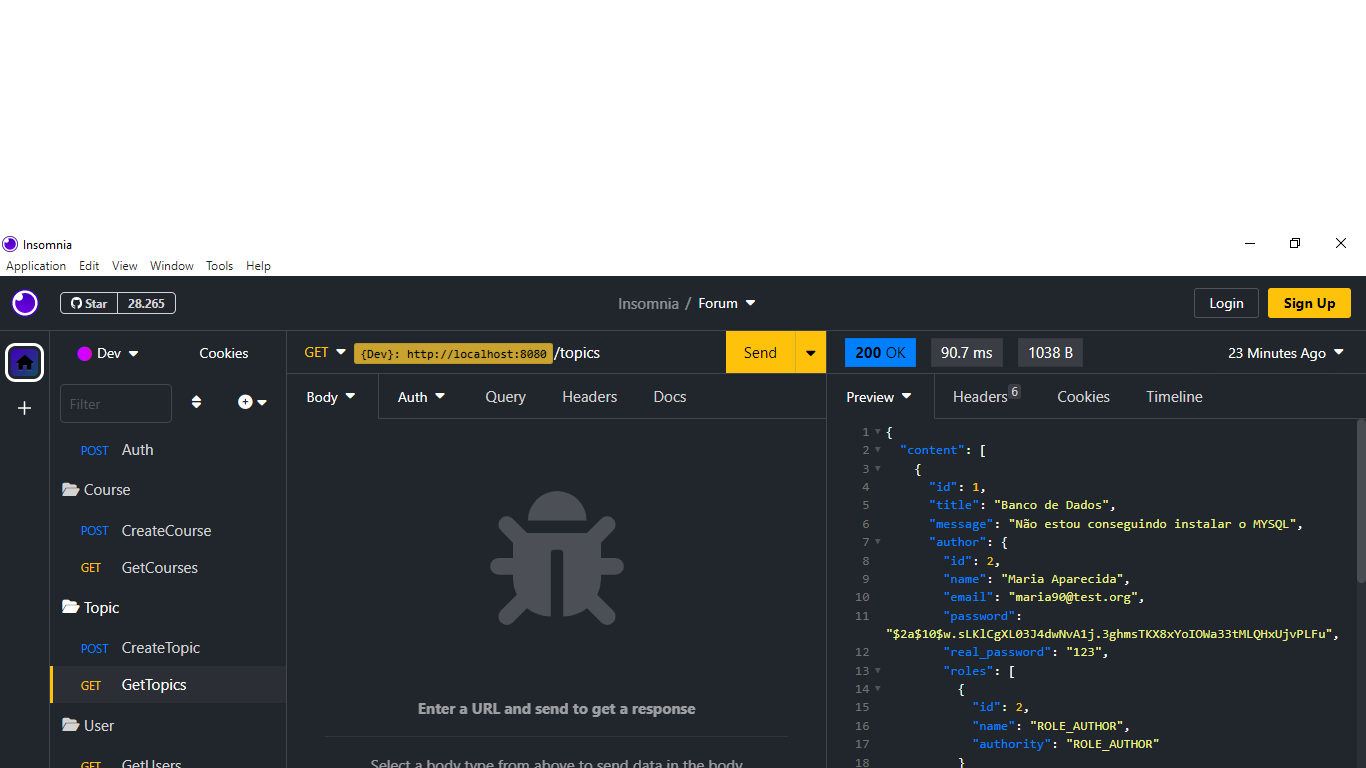 Insomnia
Application Edit View Window Tools Help
Star 28.265
Insomnia / Forum
Login Sign Up
Dev Cookies
Filter
POST Auth
Course
POST CreateCourse
GET GetCourses
Topic
POST CreateTopic
GET GetTopics
User
GET GetUsers
GET {Dev}: http://localhost:8080 /topics Send
Body Auth Query Headers Docs
Enter a URL and send to get a response
Select a body type from above to send data in the body
200 OK 90.7 ms 1038 B 23 Minutes Ago
Preview Headers 6 Cookies Timeline
1 {
2 "content": [
3 {
4 "id": 1,
5 "title": "Banco de Dados",
6 "message": "Não estou conseguindo instalar o MYSQL",
7 "author": {
8 "id": 2,
9 "name": "Maria Aparecida",
10 "email": "maria90@test.org",
11 "password":
"$2a$10$w.sLKlCgXL03J4dwNvA1j.3ghmsTKX8xYoIOWa33tMLQHxUjvPLFu",
12 "real_password": "123",
13 "roles": [
14 {
15 "id": 2,
16 "name": "ROLE_AUTHOR",
17 "authority": "ROLE_AUTHOR"
18 }